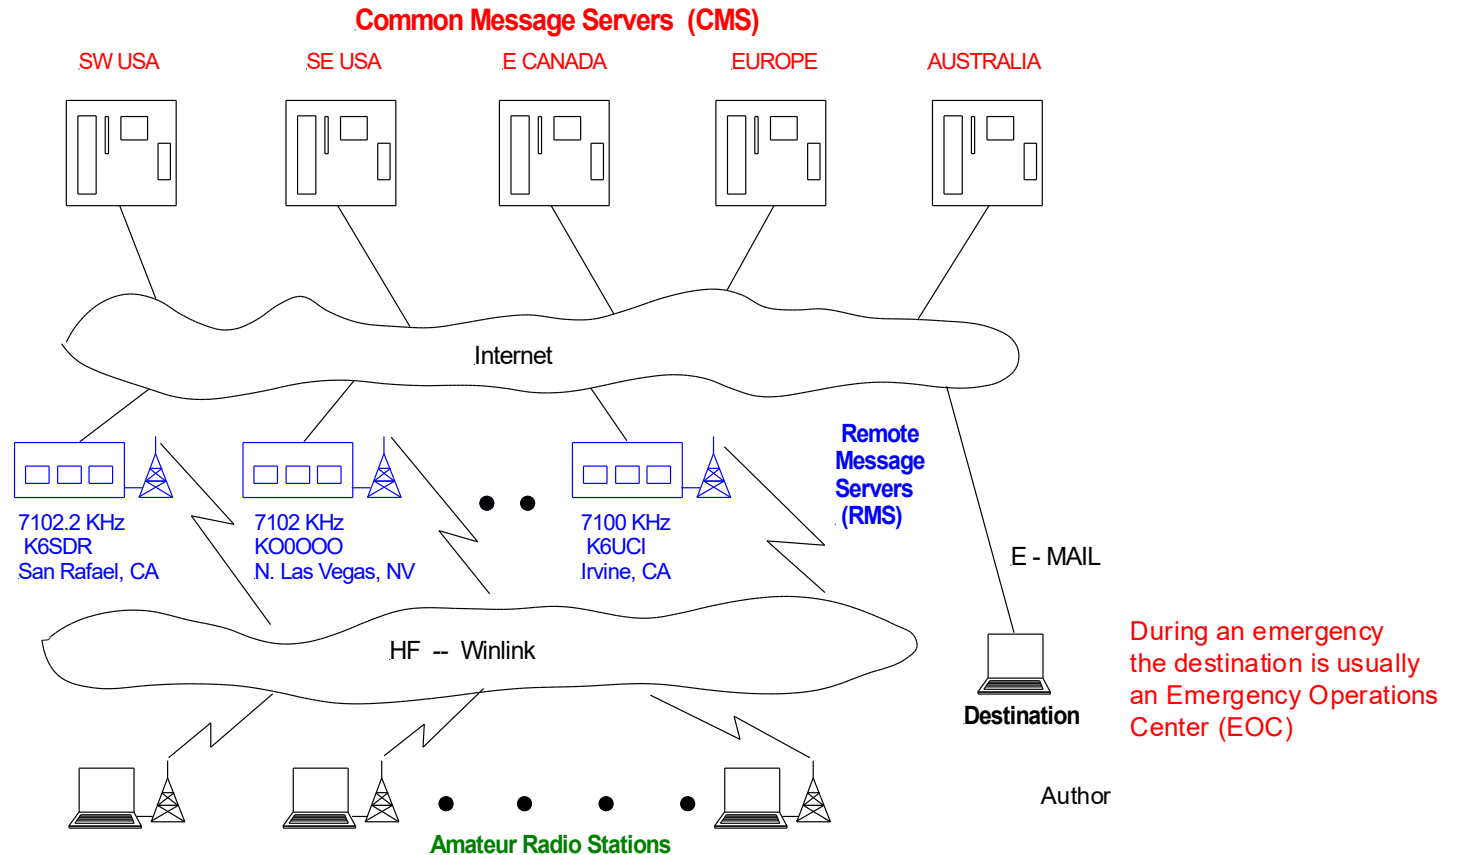 Common Message Servers (CMS)
SW USA
SE USA
E CANADA
EUROPE
AUSTRALIA
Internet
Remote
Message
Servers
(RMS)
7102.2 KHz
K6SDR
San Rafael, CA
7102 KHz
KO0OOO
N. Las Vegas, NV
7100 KHz
K6UCI
Irvine, CA
E - MAIL
HF -- Winlink
Destination
During an emergency
the destination is usually
an Emergency Operations
Center (EOC)
Author
Amateur Radio Stations